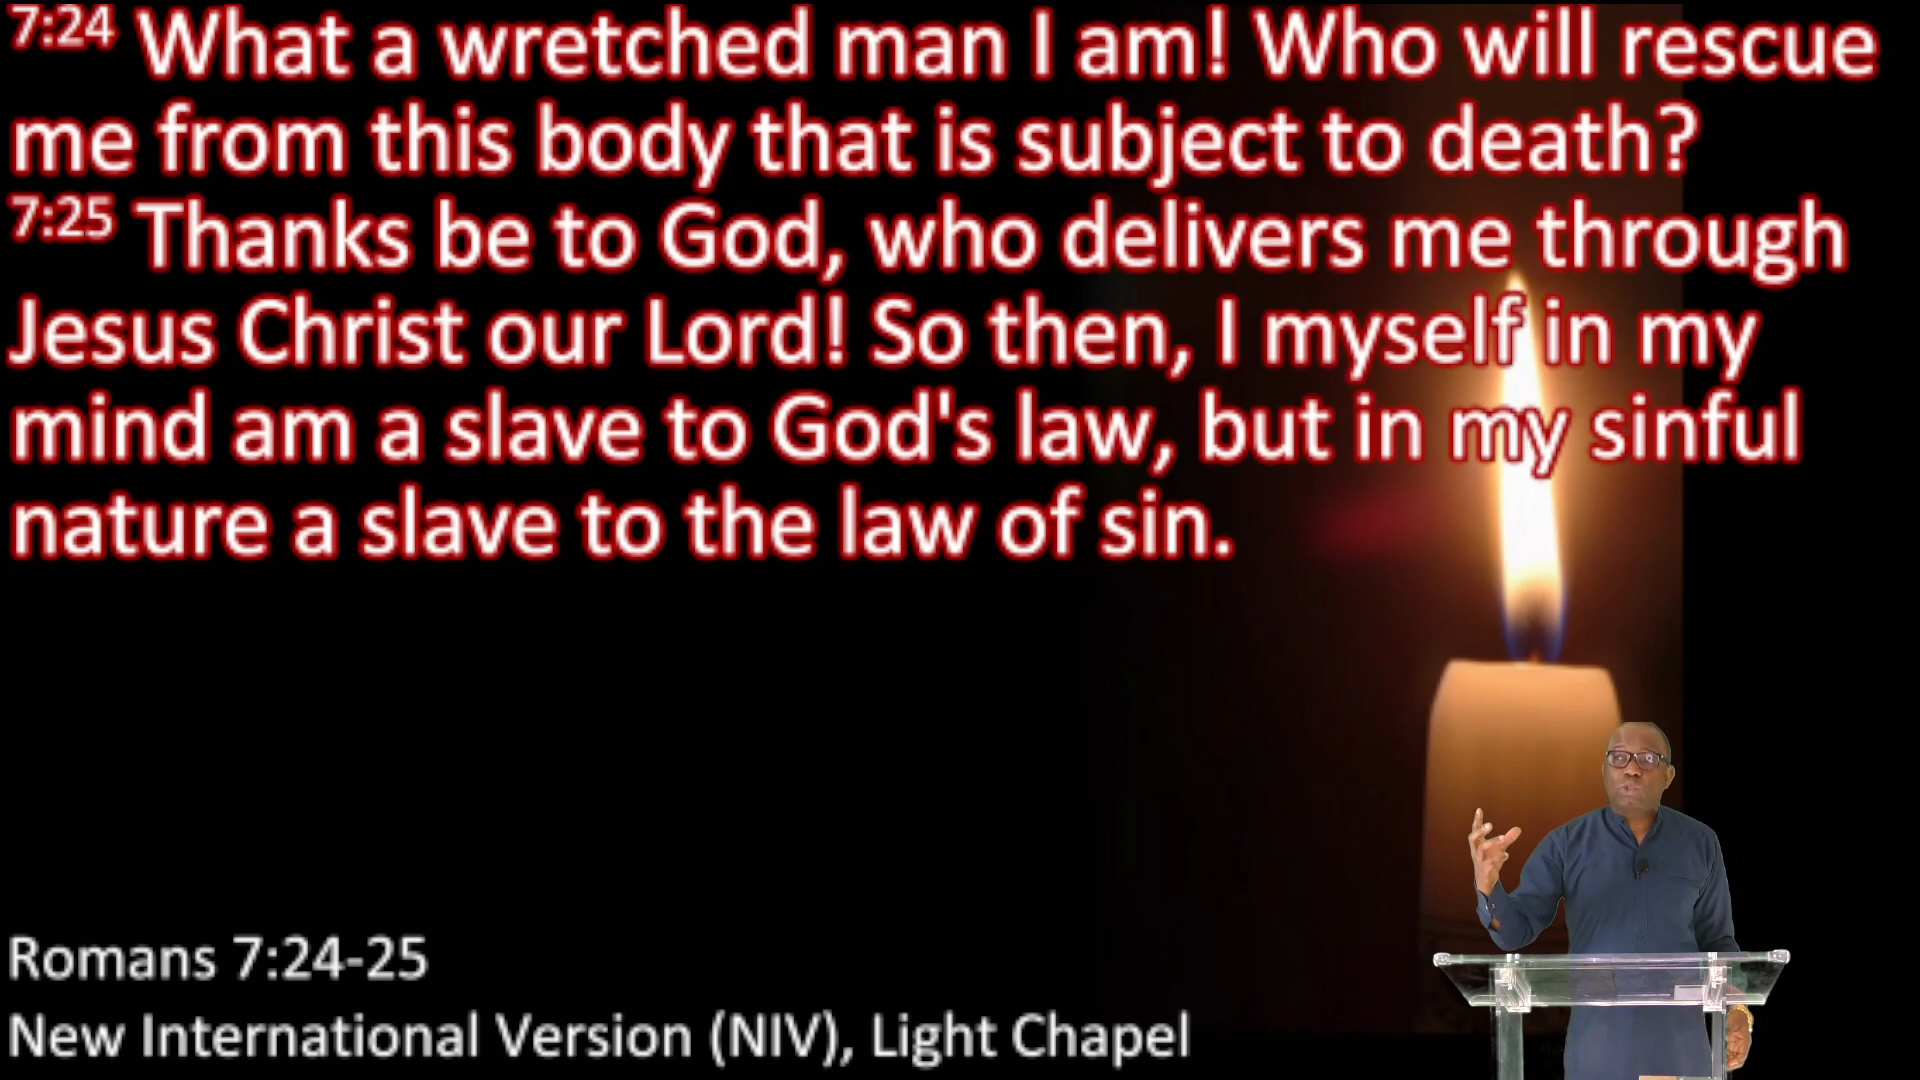 7:24 What a wretched man I am! Who will rescue
me from this body that is subject to death?
7:25 Thanks be to God, who delivers me through
Jesus Christ our Lord! So then, I myself in my
mind am a slave to God's law, but in my sinful
nature a slave to the law of sin.
Romans 7:24-25
New International Version (NIV), Light Chapel